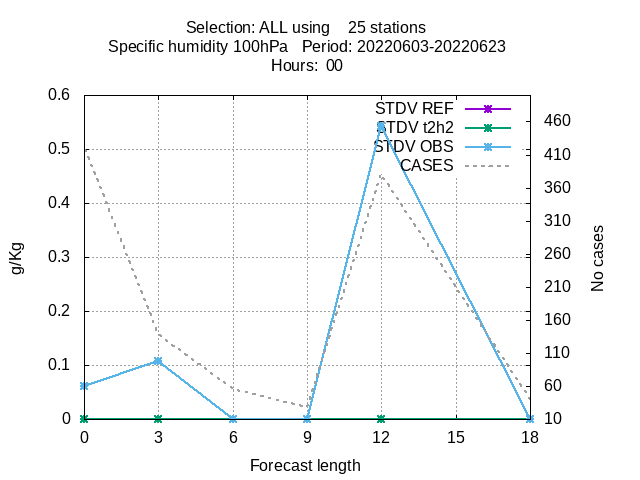 Selection: ALL using    25 stations
Specific humidity 100hPa   Period: 20220603-20220623
Hours:  00
0.6
0.5
0.4
0.3
0.2
0.1
0
g/Kg
STDV REF
STDV t2h2
STDV OBS
CASES
460
410
360
310
260
210
160
110
60
10
No cases
0 3 6 9 12 15 18
Forecast length